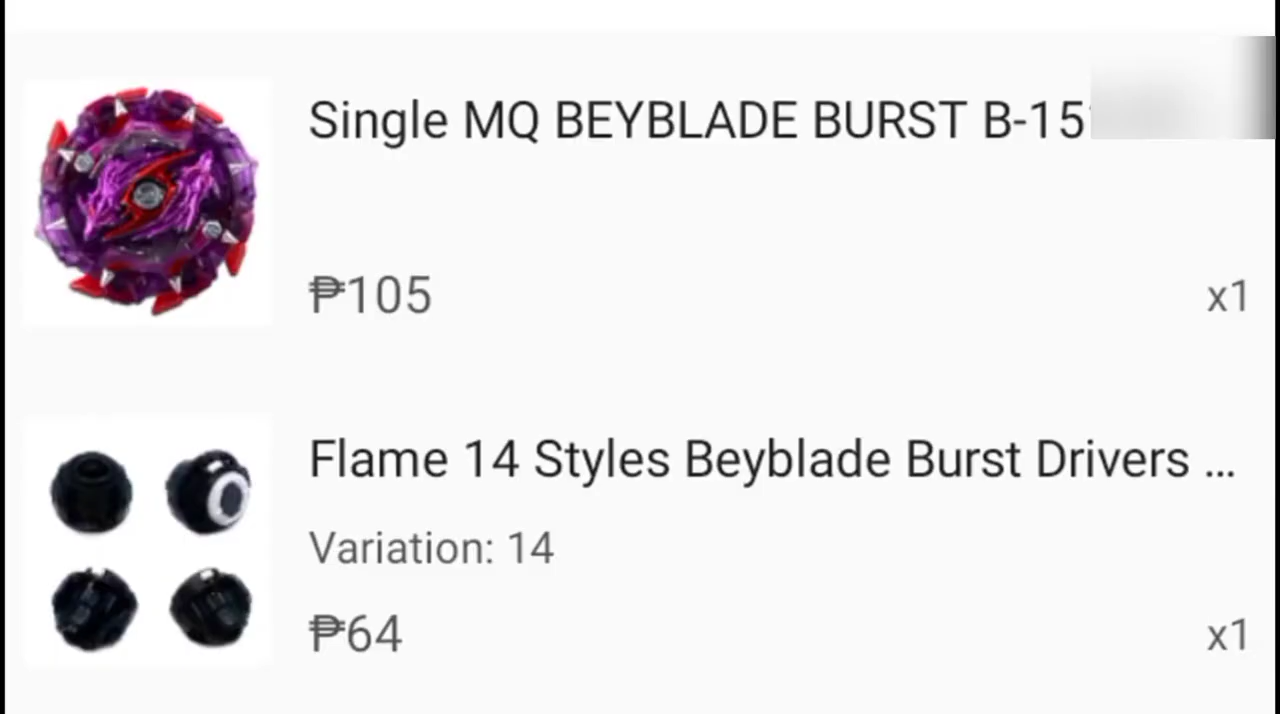 Single MQ BEYBLADE BURST B-15
₱105
x1
Flame 14 Styles Beyblade Burst Drivers ...
Variation: 14
₱64
x1